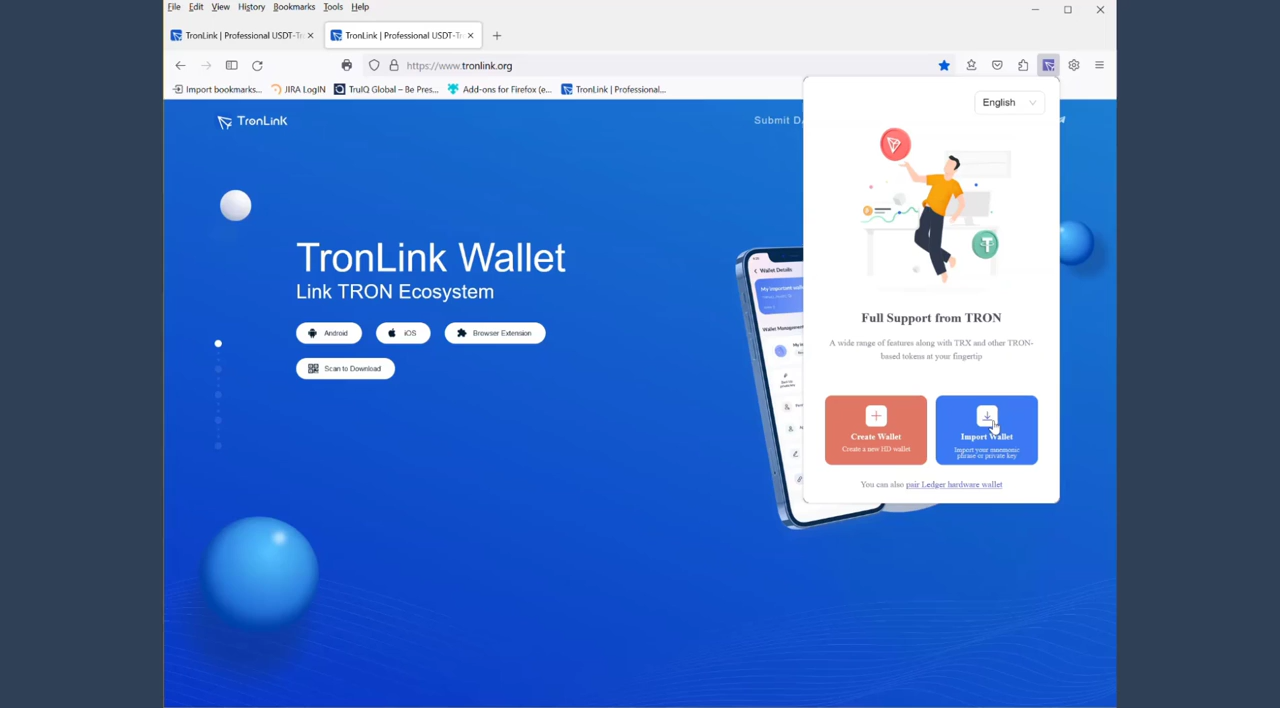 File Edit View History Bookmarks Tools Help
TronLink | Professional USDT-Tr
TronLink | Professional USDT-Tr
https://www.tronlink.org
Import bookmarks...
JIRA LogIN
TruIQ Global – Be Pres...
Add-ons for Firefox (e...
TronLink | Professional...
TronLink
Submit D
English
TronLink Wallet
Link TRON Ecosystem
Android
iOS
Browser Extension
Scan to Download
Wallet Details
Full Support from TRON
A wide range of features along with TRX and other TRON-
based tokens at your fingertip
Create Wallet
Create a new HD wallet
Import Wallet
Import your mnemonic
phrase or private key
You can also pair Ledger hardware wallet